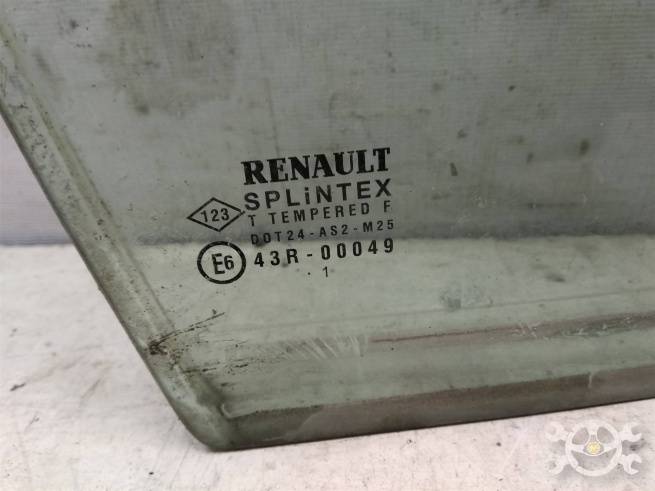 RENAULT
SPLiNTEX
123
T TEMPERED F
DOT24-AS2-M25
E6 43R-00049
. 1